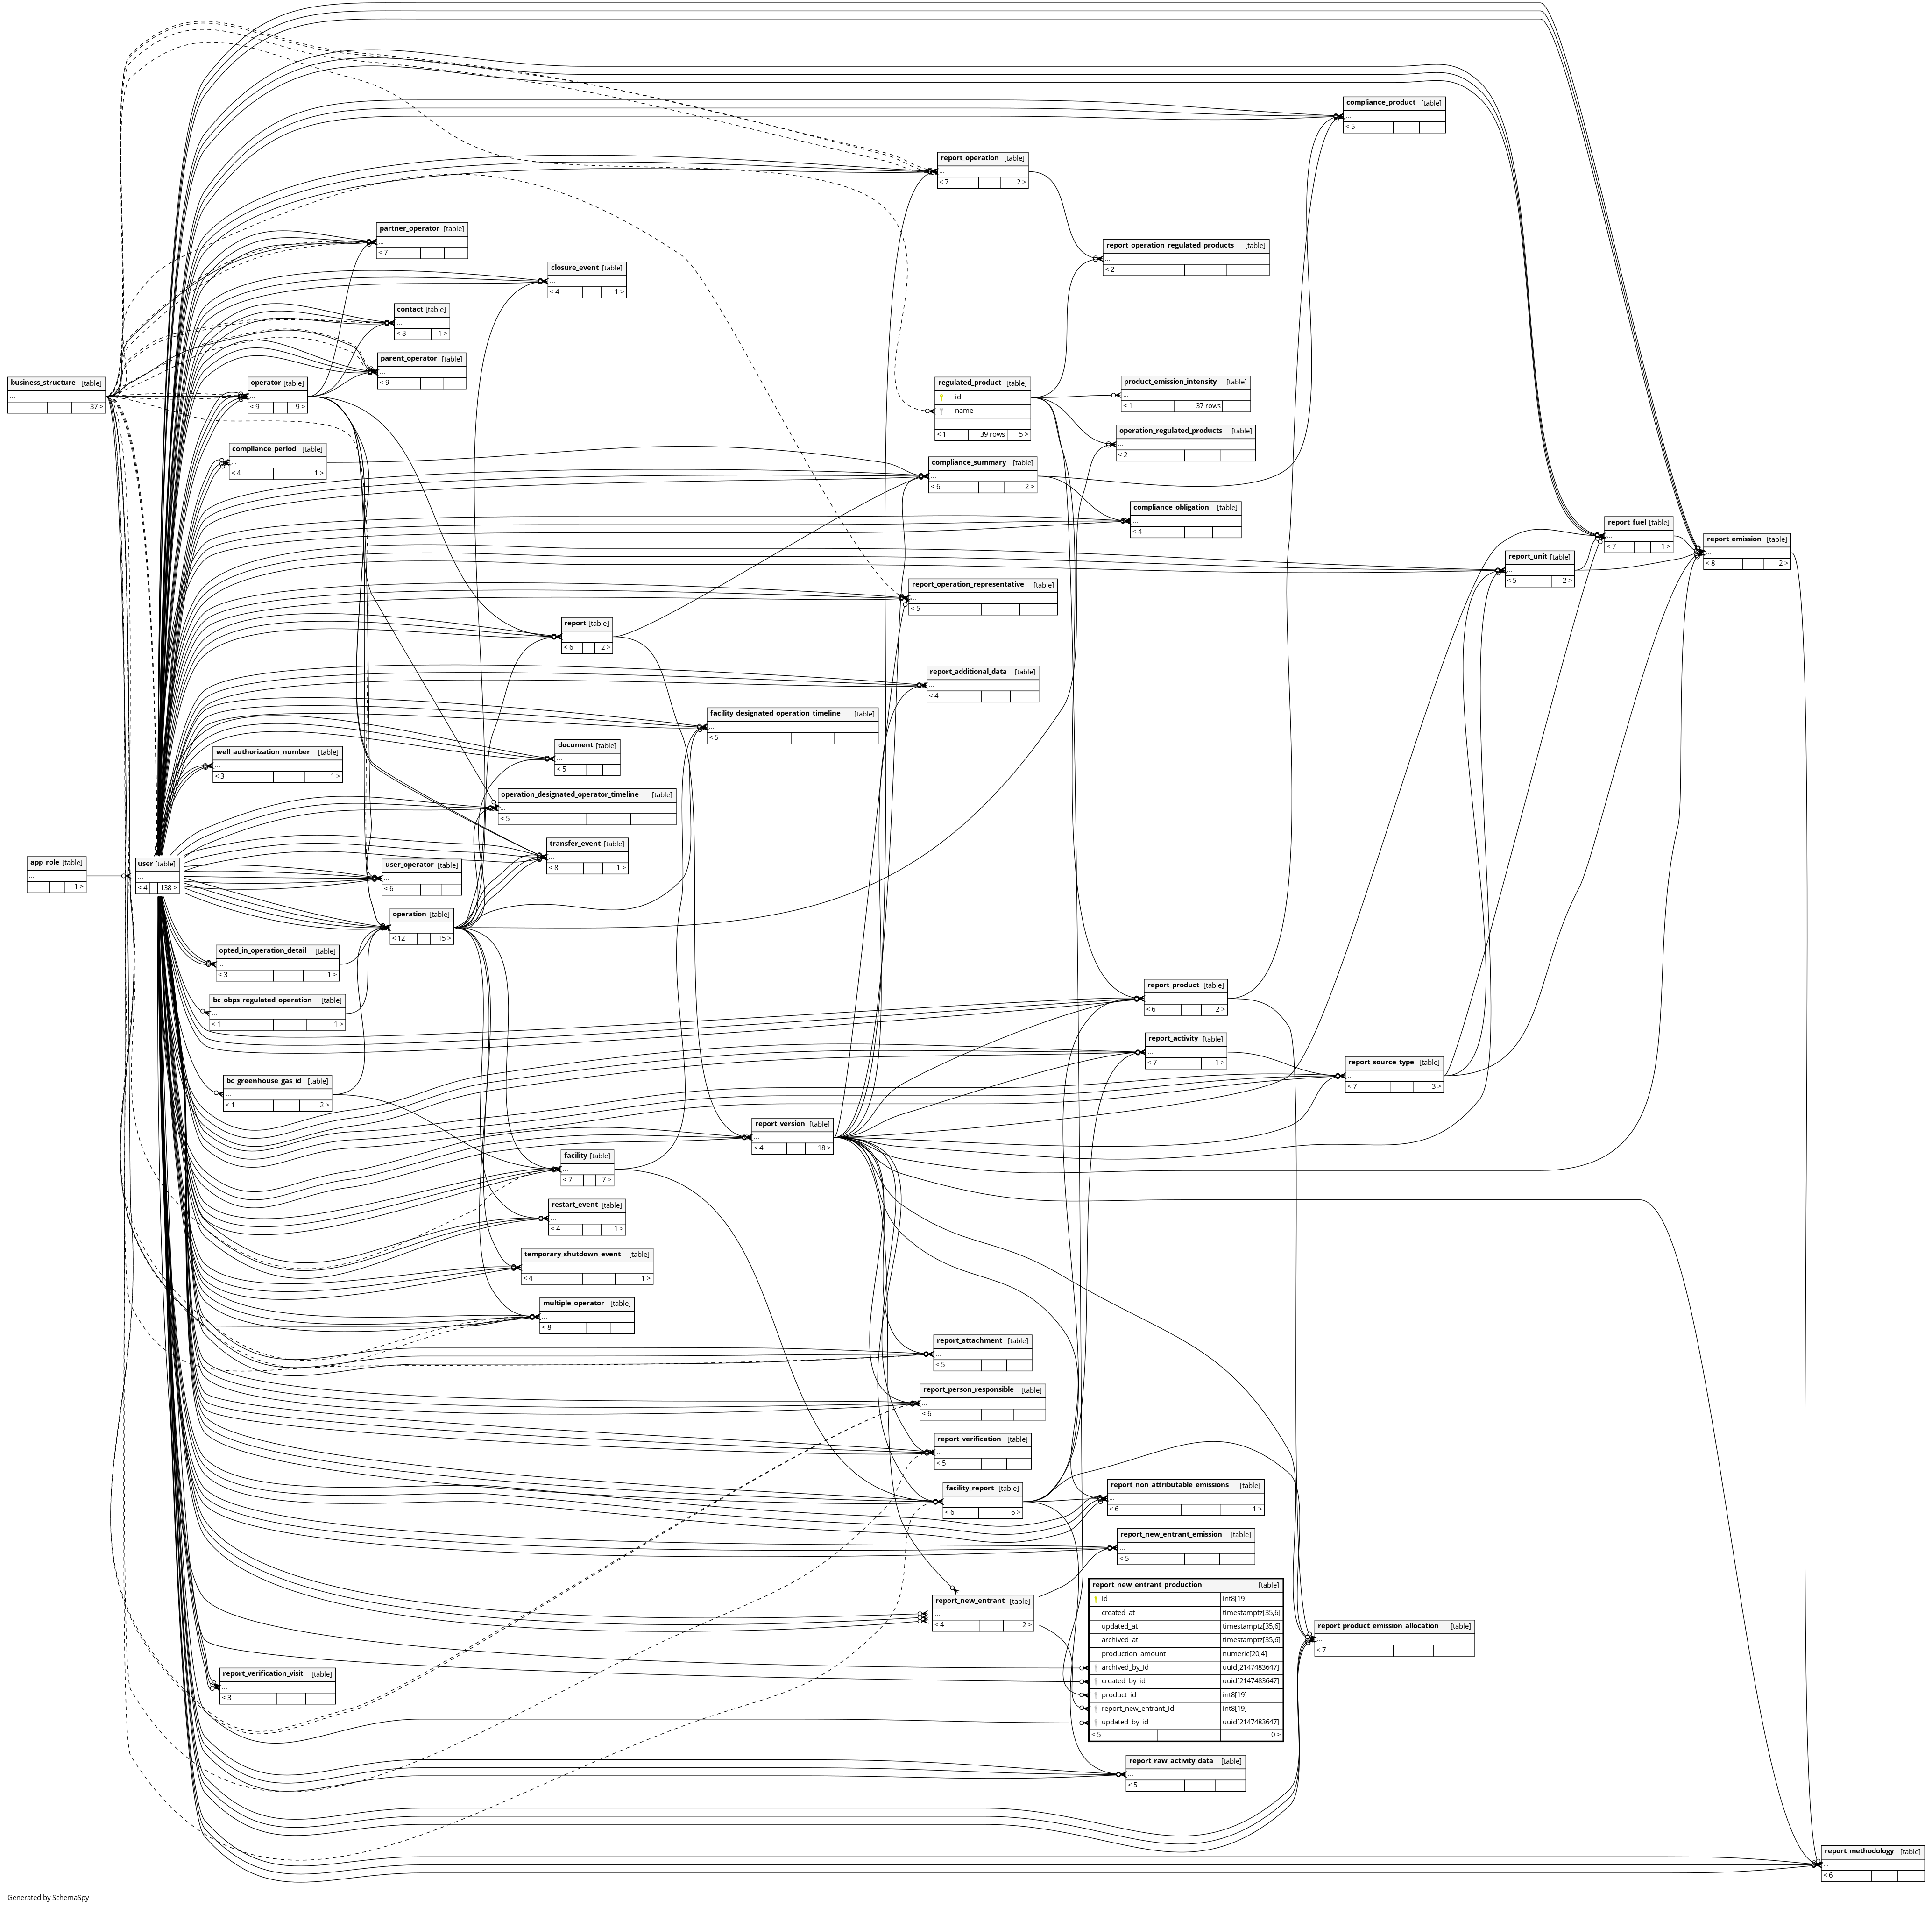 compliance_product [table]
...
< 5
report_operation [table]
...
< 7 2 >
partner_operator [table]
...
< 7
report_operation_regulated_products [table]
...
< 2
closure_event [table]
...
< 4 1 >
contact [table]
...
< 8 1 >
parent_operator [table]
...
< 9
business_structure [table]
...
37 >
operator [table]
...
< 9 9 >
regulated_product [table]
id
name
...
< 1 39 rows 5 >
product_emission_intensity [table]
...
< 1 37 rows
operation_regulated_products [table]
...
< 2
compliance_period [table]
...
< 4 1 >
compliance_summary [table]
...
< 6 2 >
compliance_obligation [table]
...
< 4
report_fuel [table]
...
< 7 1 >
report_emission [table]
...
< 8 2 >
report_unit [table]
...
< 5 2 >
report_operation_representative [table]
...
< 5
report [table]
...
< 6 2 >
report_additional_data [table]
...
< 4
facility_designated_operation_timeline [table]
...
< 5
document [table]
...
< 5
well_authorization_number [table]
...
< 3 1 >
operation_designated_operator_timeline [table]
...
< 5
transfer_event [table]
...
< 8 1 >
app_role [table]
...
1 >
user [table]
...
< 4 138 >
user_operator [table]
...
< 6
operation [table]
...
< 12 15 >
opted_in_operation_detail [table]
...
< 3 1 >
bc_obps_regulated_operation [table]
...
< 1 1 >
report_product [table]
...
< 6 2 >
report_activity [table]
...
< 7 1 >
report_source_type [table]
...
< 7 3 >
bc_greenhouse_gas_id [table]
...
< 1 2 >
report_version [table]
...
< 4 18 >
facility [table]
...
< 7 7 >
restart_event [table]
...
< 4 1 >
temporary_shutdown_event [table]
...
< 4 1 >
multiple_operator [table]
...
< 8
report_attachment [table]
...
< 5
report_person_responsible [table]
...
< 6
report_verification [table]
...
< 5
facility_report [table]
...
< 6 6 >
report_non_attributable_emissions [table]
...
< 6 1 >
report_new_entrant_emission [table]
...
< 5
report_new_entrant [table]
...
< 4 2 >
report_new_entrant_production [table]
id int8[19]
created_at timestamptz[35,6]
updated_at timestamptz[35,6]
archived_at timestamptz[35,6]
production_amount numeric[20,4]
archived_by_id uuid[2147483647]
created_by_id uuid[2147483647]
product_id int8[19]
report_new_entrant_id int8[19]
updated_by_id uuid[2147483647]
< 5 0 >
report_product_emission_allocation [table]
...
< 7
report_verification_visit [table]
...
< 3
report_raw_activity_data [table]
...
< 5
report_methodology [table]
...
< 6
Generated by SchemaSpy